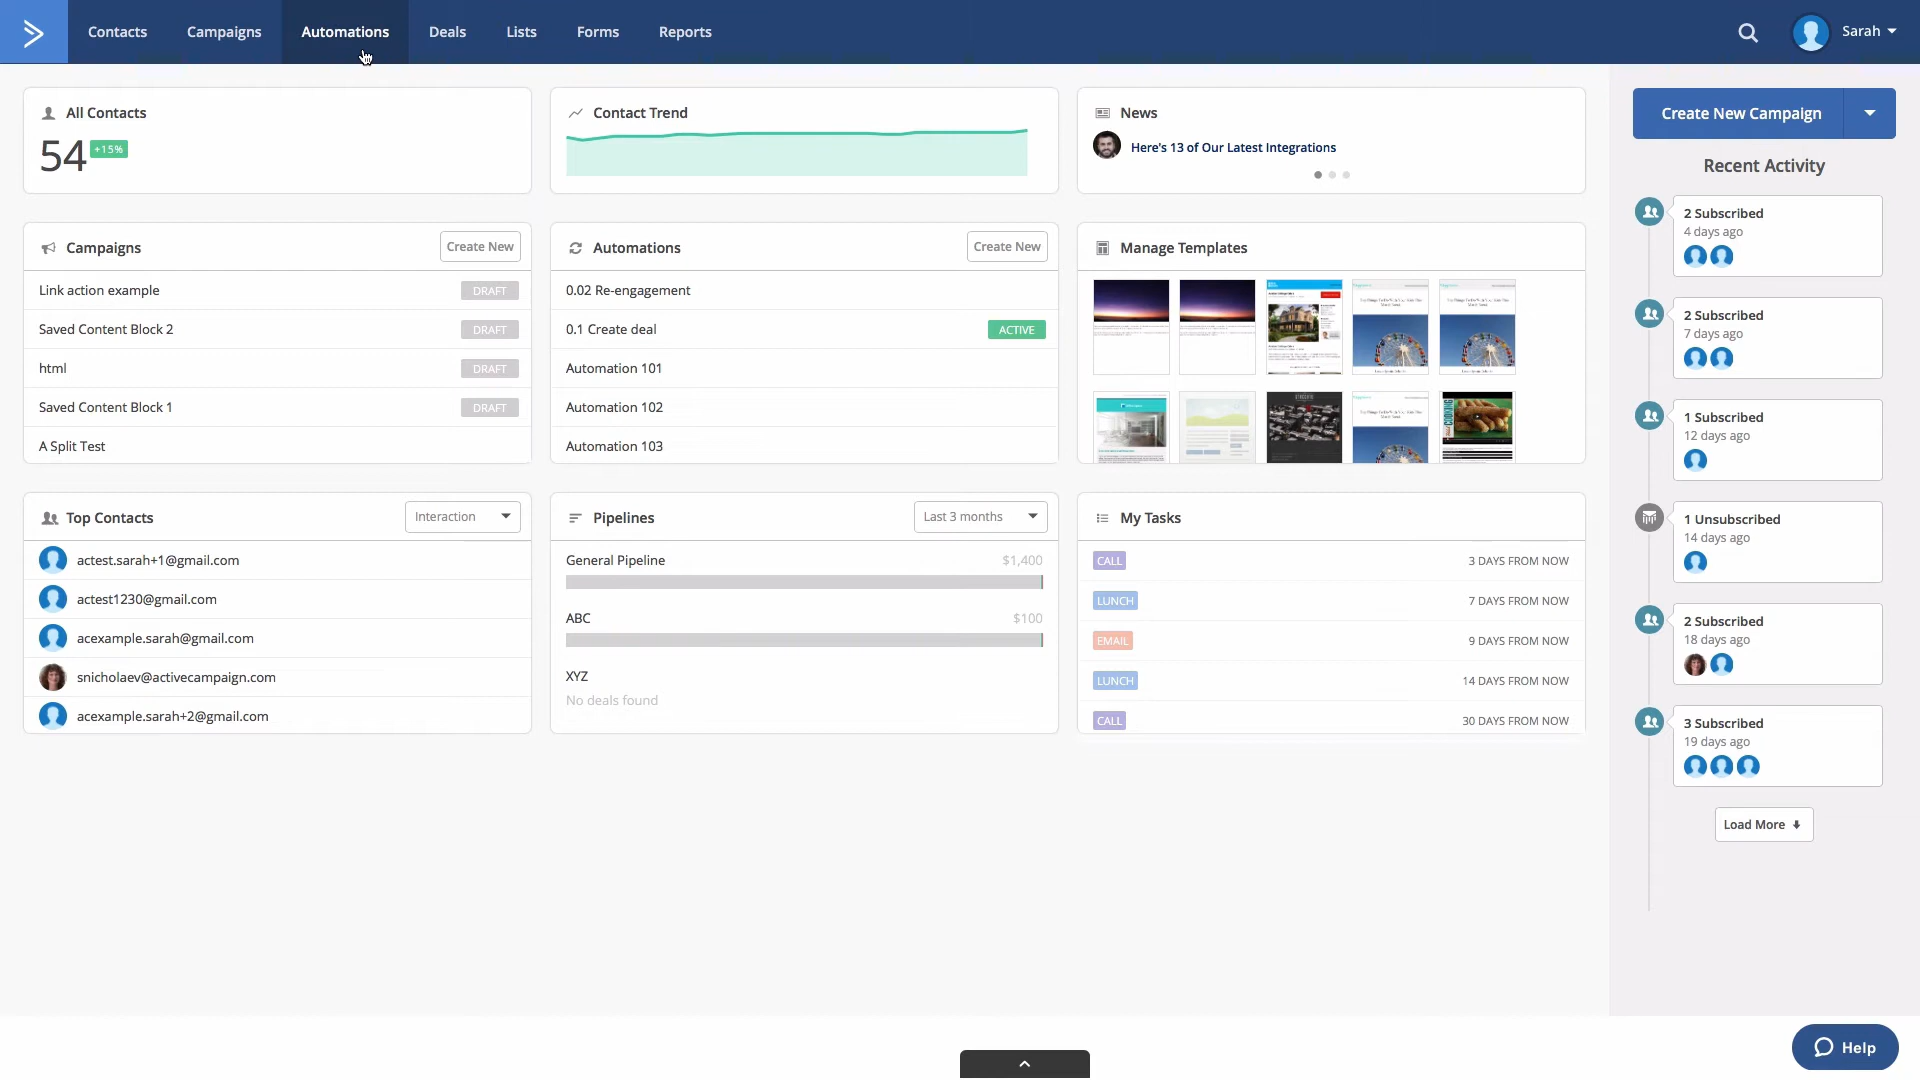 Contacts
Campaigns
Automations
Deals
Lists
Forms
Reports
Sarah
All Contacts
54 +15%
Contact Trend
News
Here's 13 of Our Latest Integrations
Create New Campaign
Recent Activity
2 Subscribed
4 days ago
2 Subscribed
7 days ago
1 Subscribed
12 days ago
1 Unsubscribed
14 days ago
2 Subscribed
18 days ago
3 Subscribed
19 days ago
Load More
Campaigns
Create New
Link action example DRAFT
Saved Content Block 2 DRAFT
html DRAFT
Saved Content Block 1 DRAFT
A Split Test
Automations
Create New
0.02 Re-engagement
0.1 Create deal ACTIVE
Automation 101
Automation 102
Automation 103
Manage Templates
Top Contacts
Interaction
actest.sarah+1@gmail.com
actest1230@gmail.com
acexample.sarah@gmail.com
snicholaev@activecampaign.com
acexample.sarah+2@gmail.com
Pipelines
Last 3 months
General Pipeline $1,400
ABC $100
XYZ
No deals found
My Tasks
CALL 3 DAYS FROM NOW
LUNCH 7 DAYS FROM NOW
EMAIL 9 DAYS FROM NOW
LUNCH 14 DAYS FROM NOW
CALL 30 DAYS FROM NOW
Help